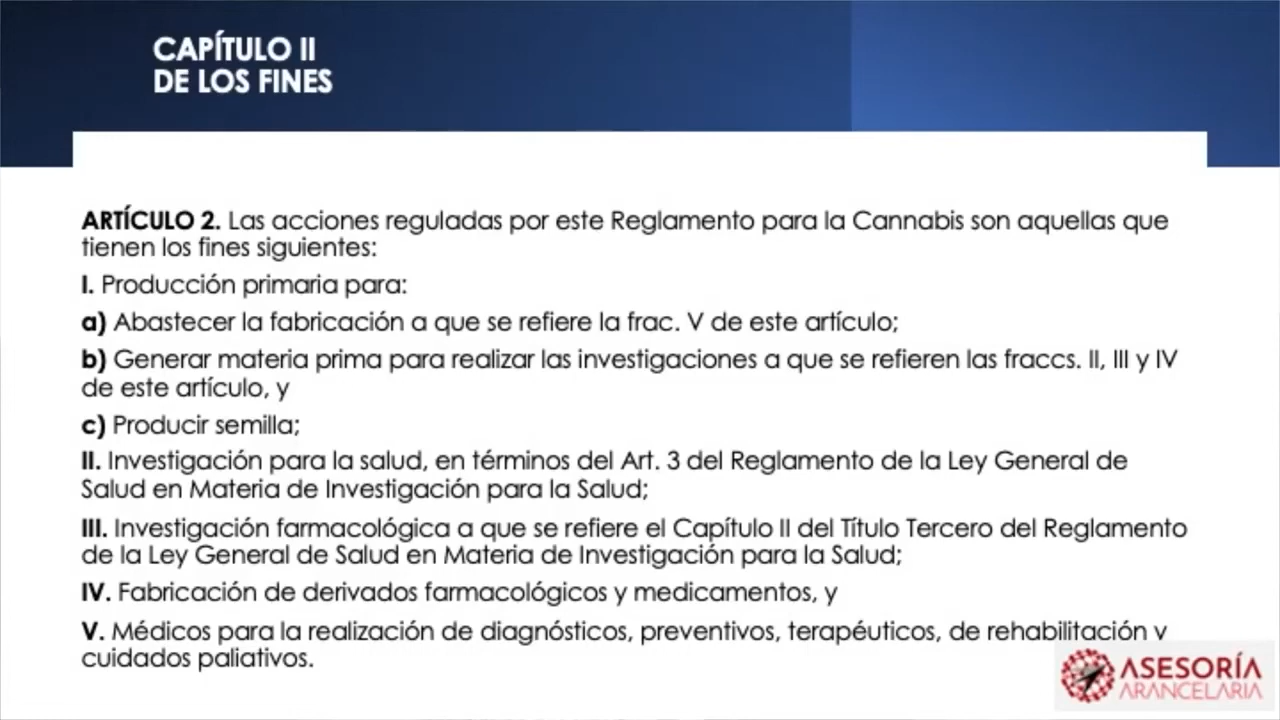 CAPÍTULO II
DE LOS FINES
ARTÍCULO 2. Las acciones reguladas por este Reglamento para la Cannabis son aquellas que
tienen los fines siguientes:
I. Producción primaria para:
a) Abastecer la fabricación a que se refiere la frac. V de este artículo;
b) Generar materia prima para realizar las investigaciones a que se refieren las fraccs. II, III y IV
de este artículo, y
c) Producir semilla;
II. Investigación para la salud, en términos del Art. 3 del Reglamento de la Ley General de
Salud en Materia de Investigación para la Salud;
III. Investigación farmacológica a que se refiere el Capítulo II del Título Tercero del Reglamento
de la Ley General de Salud en Materia de Investigación para la Salud;
IV. Fabricación de derivados farmacológicos y medicamentos, y
V. Médicos para la realización de diagnósticos, preventivos, terapéuticos, de rehabilitación y
cuidados paliativos.
ASESORÍA
ARANCELARIA